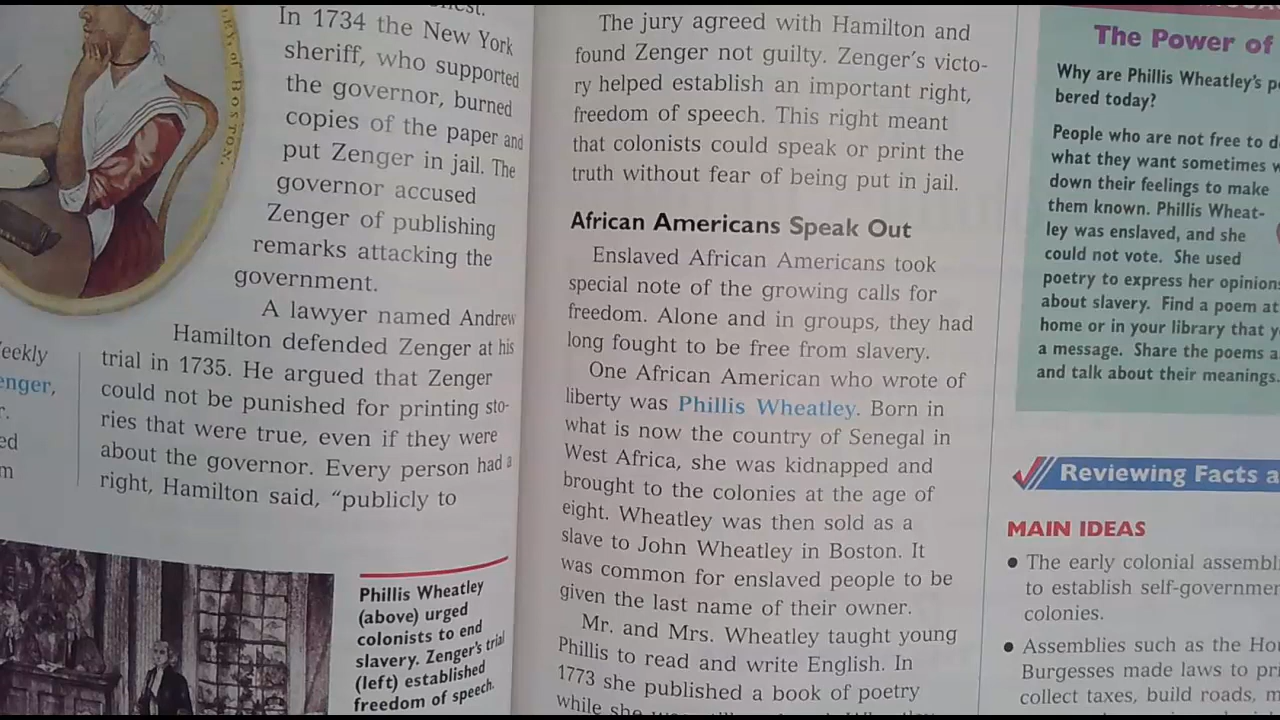 EY, of BOSTON.
In 1734 the New York
sheriff, who supported
the governor, burned
copies of the paper and
put Zenger in jail. The
governor accused
Zenger of publishing
remarks attacking the
government.
A lawyer named Andrew
Hamilton defended Zenger at his
trial in 1735. He argued that Zenger
could not be punished for printing sto-
ries that were true, even if they were
about the governor. Every person had a
right, Hamilton said, “publicly to
Phillis Wheatley
(above) urged
colonists to end
slavery. Zenger's trial
(left) established
freedom of speech.
The jury agreed with Hamilton and
found Zenger not guilty. Zenger's victo-
ry helped establish an important right,
freedom of speech. This right meant
that colonists could speak or print the
truth without fear of being put in jail.
African Americans Speak Out
Enslaved African Americans took
special note of the growing calls for
freedom. Alone and in groups, they had
long fought to be free from slavery.
One African American who wrote of
liberty was Phillis Wheatley. Born in
what is now the country of Senegal in
West Africa, she was kidnapped and
brought to the colonies at the age of
eight. Wheatley was then sold as a
slave to John Wheatley in Boston. It
was common for enslaved people to be
given the last name of their owner.
Mr. and Mrs. Wheatley taught young
Phillis to read and write English. In
1773 she published a book of poetry
while she
The Power of
Why are Phillis Wheatley's
bered today?
People who are not free to
what they want sometimes
down their feelings to make
them known. Phillis Wheat-
ley was enslaved, and she
could not vote. She used
poetry to express her opinions
about slavery. Find a poem at
home or in your library that
a message. Share the poems
and talk about their meanings.
Reviewing Facts
MAIN IDEAS
• The early colonial
to establish
colonies.
• Assemblies such as the
Burgesses made laws to
collect taxes, build roads,